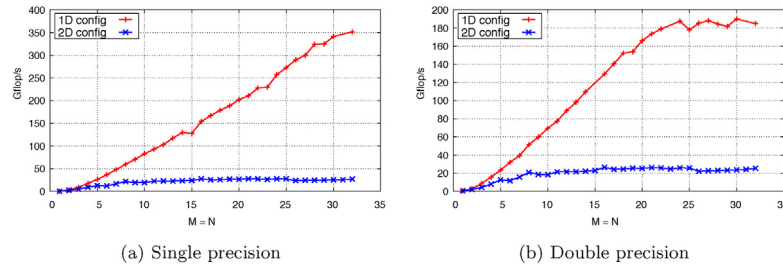 400
350
300
250
200
150
100
50
0
Gflop/s
1D config
2D config
0 5 10 15 20 25 30 35
M = N
(a) Single precision
200
180
160
140
120
100
80
60
40
20
0
Gflop/s
1D config
2D config
0 5 10 15 20 25 30 35
M = N
(b) Double precision